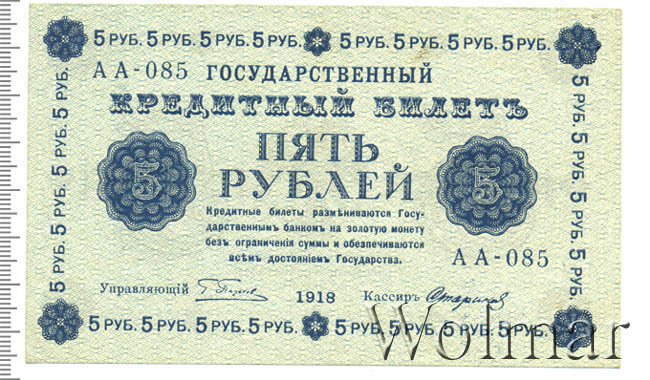 5 РУБ. 5 РУБ. 5 РУБ. 5 РУБ. 5 РУБ. 5 РУБ. 5 РУБ. 5 РУБ.
АА-085 ГОСУДАРСТВЕННЫЙ
КРЕДИТНЫЙ БИЛЕТЪ
ПЯТЬ
РУБЛЕЙ
5
5
Кредитные билеты размѣниваются Госу-
дарственнымъ банкомъ на золотую монету
безъ ограниченія суммы и обезпечиваются
всѣмъ достояніемъ Государства.
АА-085
Управляющій
1918
Кассиръ
5 РУБ. 5 РУБ. 5 РУБ. 5 РУБ.
5 РУБ. 5 РУБ. 5 РУБ. 5 РУБ.
5 РУБ. 5 РУБ. 5 РУБ. 5 РУБ. 5 РУБ. 5 РУБ. 5 РУБ. 5 РУБ.
Wolmar